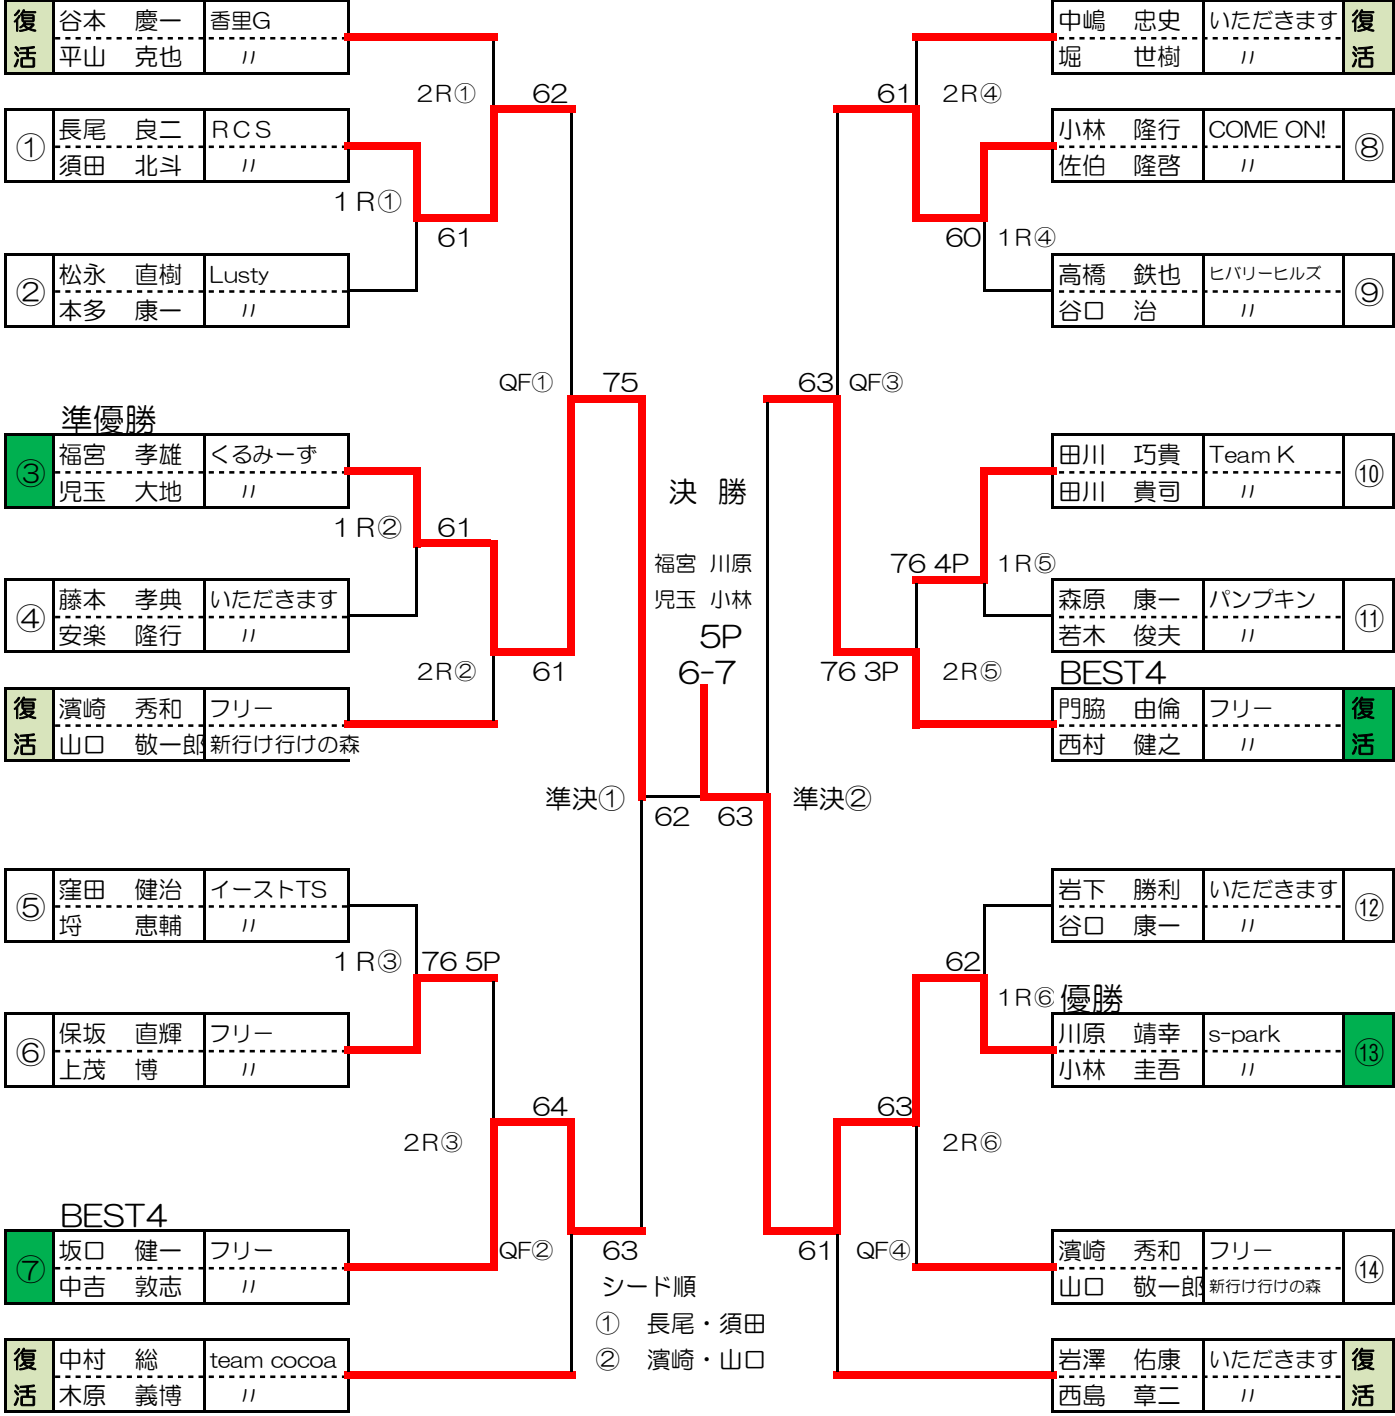 復 谷本 慶一 香里G
活 平山 克也 〃
2R① 62
① 長尾 良二 RCS
須田 北斗 〃
1R①
61
② 松永 直樹 Lusty
本多 康一 〃
QF① 75
準優勝
③ 福宮 孝雄 くるみーず
児玉 大地 〃
1R② 61
④ 藤本 孝典 いただきます
安楽 隆行 〃
2R② 61
復 濱崎 秀和 フリー
活 山口 敬一郎 新行け行けの森
準決①
62
⑤ 窪田 健治 イーストTS
埒 恵輔 〃
1R③ 76 5P
⑥ 保坂 直輝 フリー
上茂 博 〃
64
2R③
BEST4
⑦ 坂口 健一 フリー
中吉 敦志 〃
QF② 63
復 中村 総 team cocoa
活 木原 義博 〃
決 勝
福宮 川原
児玉 小林
5P
6-7
シード順
① 長尾・須田
② 濱崎・山口
中嶋 忠史 いただきます 復
堀 世樹 〃 活
61 2R④
小林 隆行 COME ON! ⑧
佐伯 隆啓 〃
60 1R④
高橋 鉄也 ヒバリーヒルズ ⑨
谷口 治 〃
63 QF③
田川 巧貴 Team K ⑩
田川 貴司 〃
76 4P 1R⑤
森原 康一 パンプキン ⑪
若木 俊夫 〃
76 3P 2R⑤
BEST4
門脇 由倫 フリー 復
西村 健之 〃 活
準決②
63
岩下 勝利 いただきます ⑫
谷口 康一 〃
62
1R⑥ 優勝
川原 靖幸 s-park ⑬
小林 圭吾 〃
63
2R⑥
濱崎 秀和 フリー ⑭
山口 敬一郎 新行け行けの森
61 QF④
岩澤 佑康 いただきます 復
西島 章二 〃 活